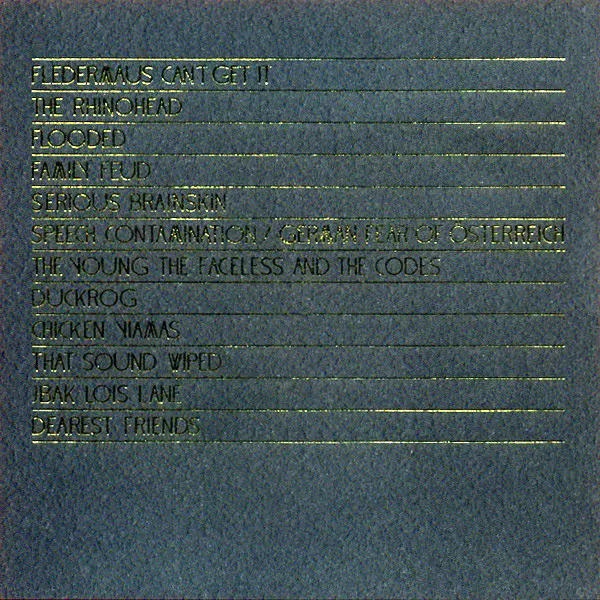 FLEDERMAUS CAN'T GET IT
THE RHINOHEAD
FLOODED
FAMILY FEUD
SERIOUS BRAINSKIN
SPEECH CONTAMINATION / GERMAN FEAR OF ÖSTERREICH
THE YOUNG THE FACELESS AND THE CODES
DUCKROG
CHICKEN YIAMAS
THAT SOUND WIPED
JBAK LOIS LANE
DEAREST FRIENDS